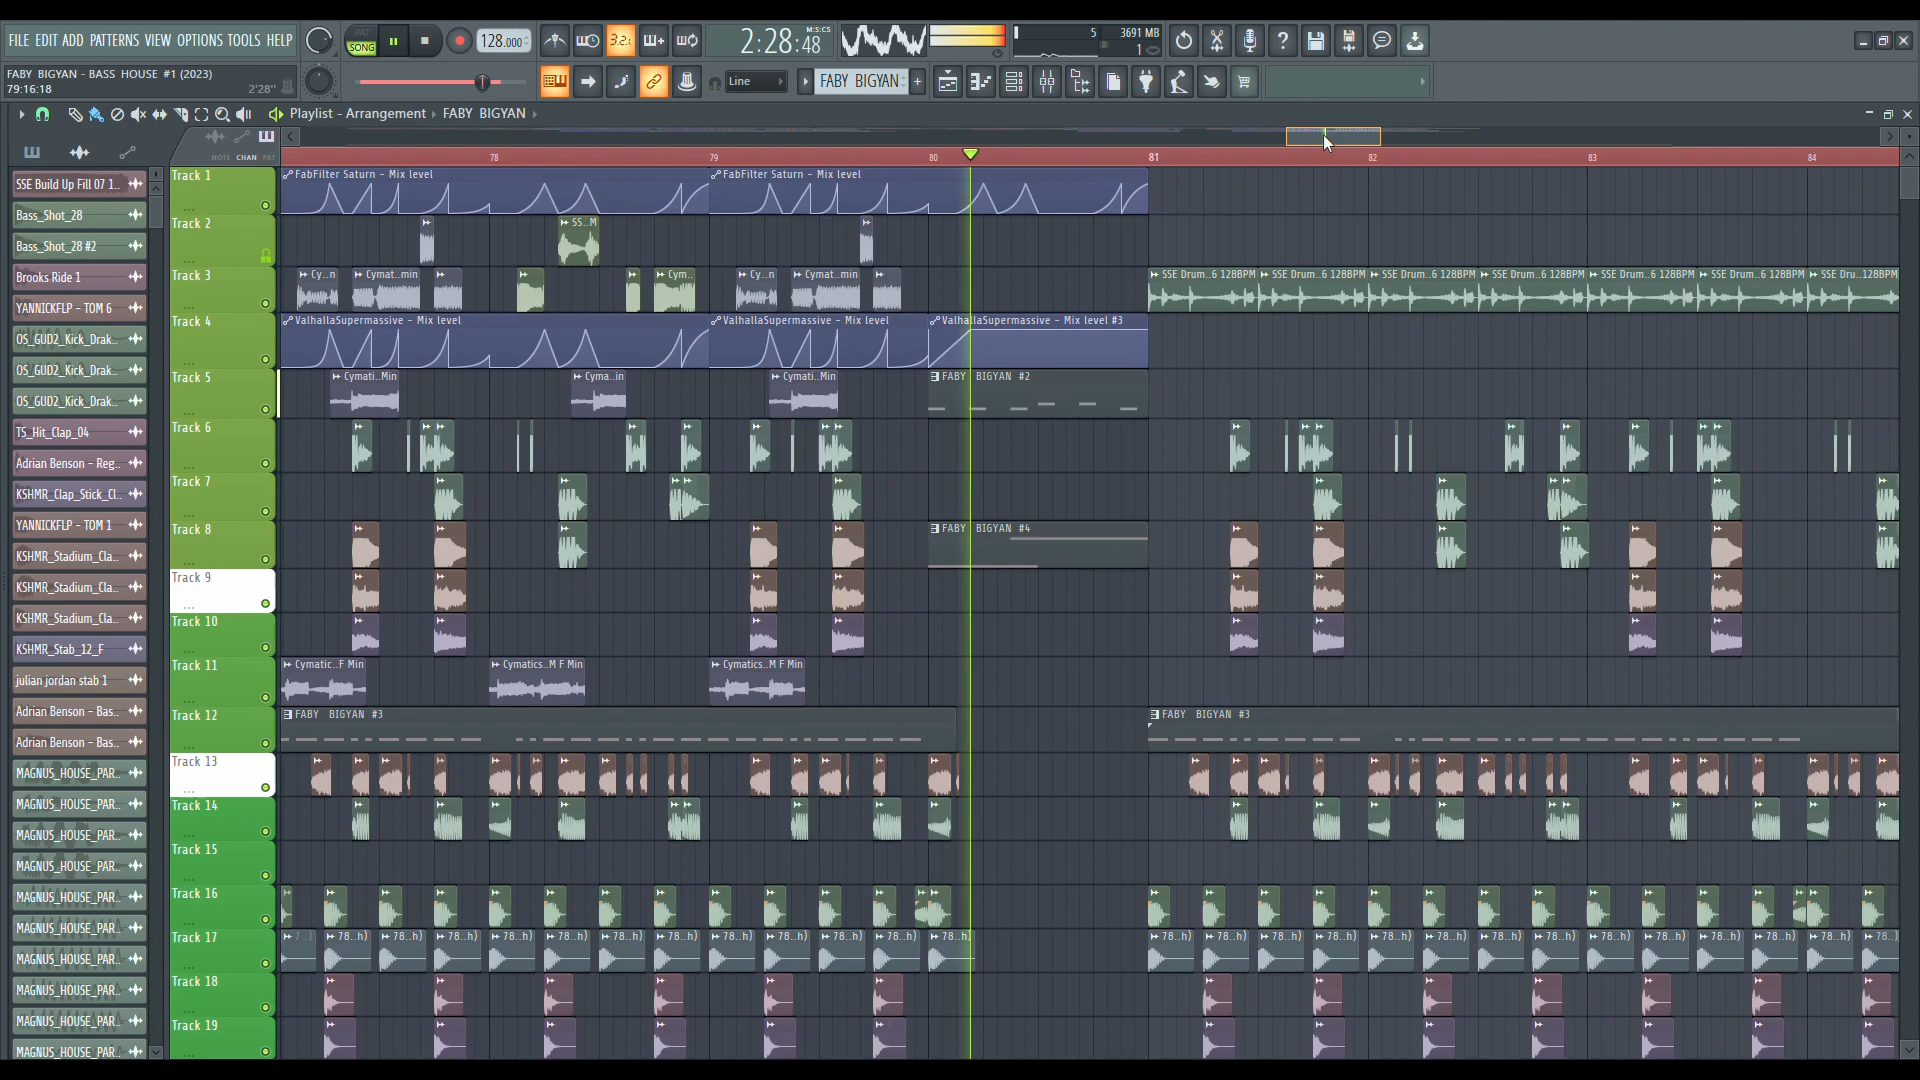 FILE EDIT ADD PATTERNS VIEW OPTIONS TOOLS HELP
PAT
SONG
128.000
3.2.:
2:28:48
M:S:CS
5
3691 MB
1
FABY BIGYAN - BASS HOUSE #1 (2023)
79:16:18
2'28"
Line
FABY BIGYAN
Playlist - Arrangement › FABY BIGYAN ›
NOTE CHAN PAT
78 79 80 81 82 83 84
SSE Build Up Fill 07 1..
Bass_Shot_28
Bass_Shot_28 #2
Brooks Ride 1
YANNICKFLP - TOM 6
OS_GUD2_Kick_Drak..
OS_GUD2_Kick_Drak..
OS_GUD2_Kick_Drak..
TS_Hit_Clap_04
Adrian Benson - Reg..
KSHMR_Clap_Stick_Cl..
YANNICKFLP - TOM 1
KSHMR_Stadium_Cla..
KSHMR_Stadium_Cla..
KSHMR_Stadium_Cla..
KSHMR_Stab_12_F
julian jordan stab 1
Adrian Benson - Bas..
Adrian Benson - Bas..
MAGNUS_HOUSE_PAR..
MAGNUS_HOUSE_PAR..
MAGNUS_HOUSE_PAR..
MAGNUS_HOUSE_PAR..
MAGNUS_HOUSE_PAR..
MAGNUS_HOUSE_PAR..
MAGNUS_HOUSE_PAR..
MAGNUS_HOUSE_PAR..
MAGNUS_HOUSE_PAR..
MAGNUS_HOUSE_PAR..
Track 1
FabFilter Saturn - Mix level
FabFilter Saturn - Mix level
Track 2
SS..M
Track 3
Cy..n
Cymat..min
Cym..
Cy..n
Cymat..min
SSE Drum..6 128BPM
SSE Drum..6 128BPM
SSE Drum..6 128BPM
SSE Drum..6 128BPM
SSE Drum..6 128BPM
SSE Drum..6 128BPM
SSE Dru..128BPM
Track 4
ValhallaSupermassive - Mix level
ValhallaSupermassive - Mix level
ValhallaSupermassive - Mix level #3
Track 5
Cymati..Min
Cyma..in
Cymati..Min
FABY BIGYAN #2
Track 6
Track 7
Track 8
FABY BIGYAN #4
Track 9
Track 10
Track 11
Cymatic..F Min
Cymatics..M F Min
Cymatics..M F Min
Track 12
FABY BIGYAN #3
FABY BIGYAN #3
Track 13
Track 14
Track 15
Track 16
Track 17
7..)
78..h) 78..h) 78..h) 78..h) 78..h) 78..h) 78..h) 78..h) 78..h) 78..h) 78..h) 78..h)
78..h) 78..h) 78..h) 78..h) 78..h) 78..h) 78..h) 78..h) 78..h) 78..h) 78..h) 78..h) 78..h) 78..)
Track 18
Track 19